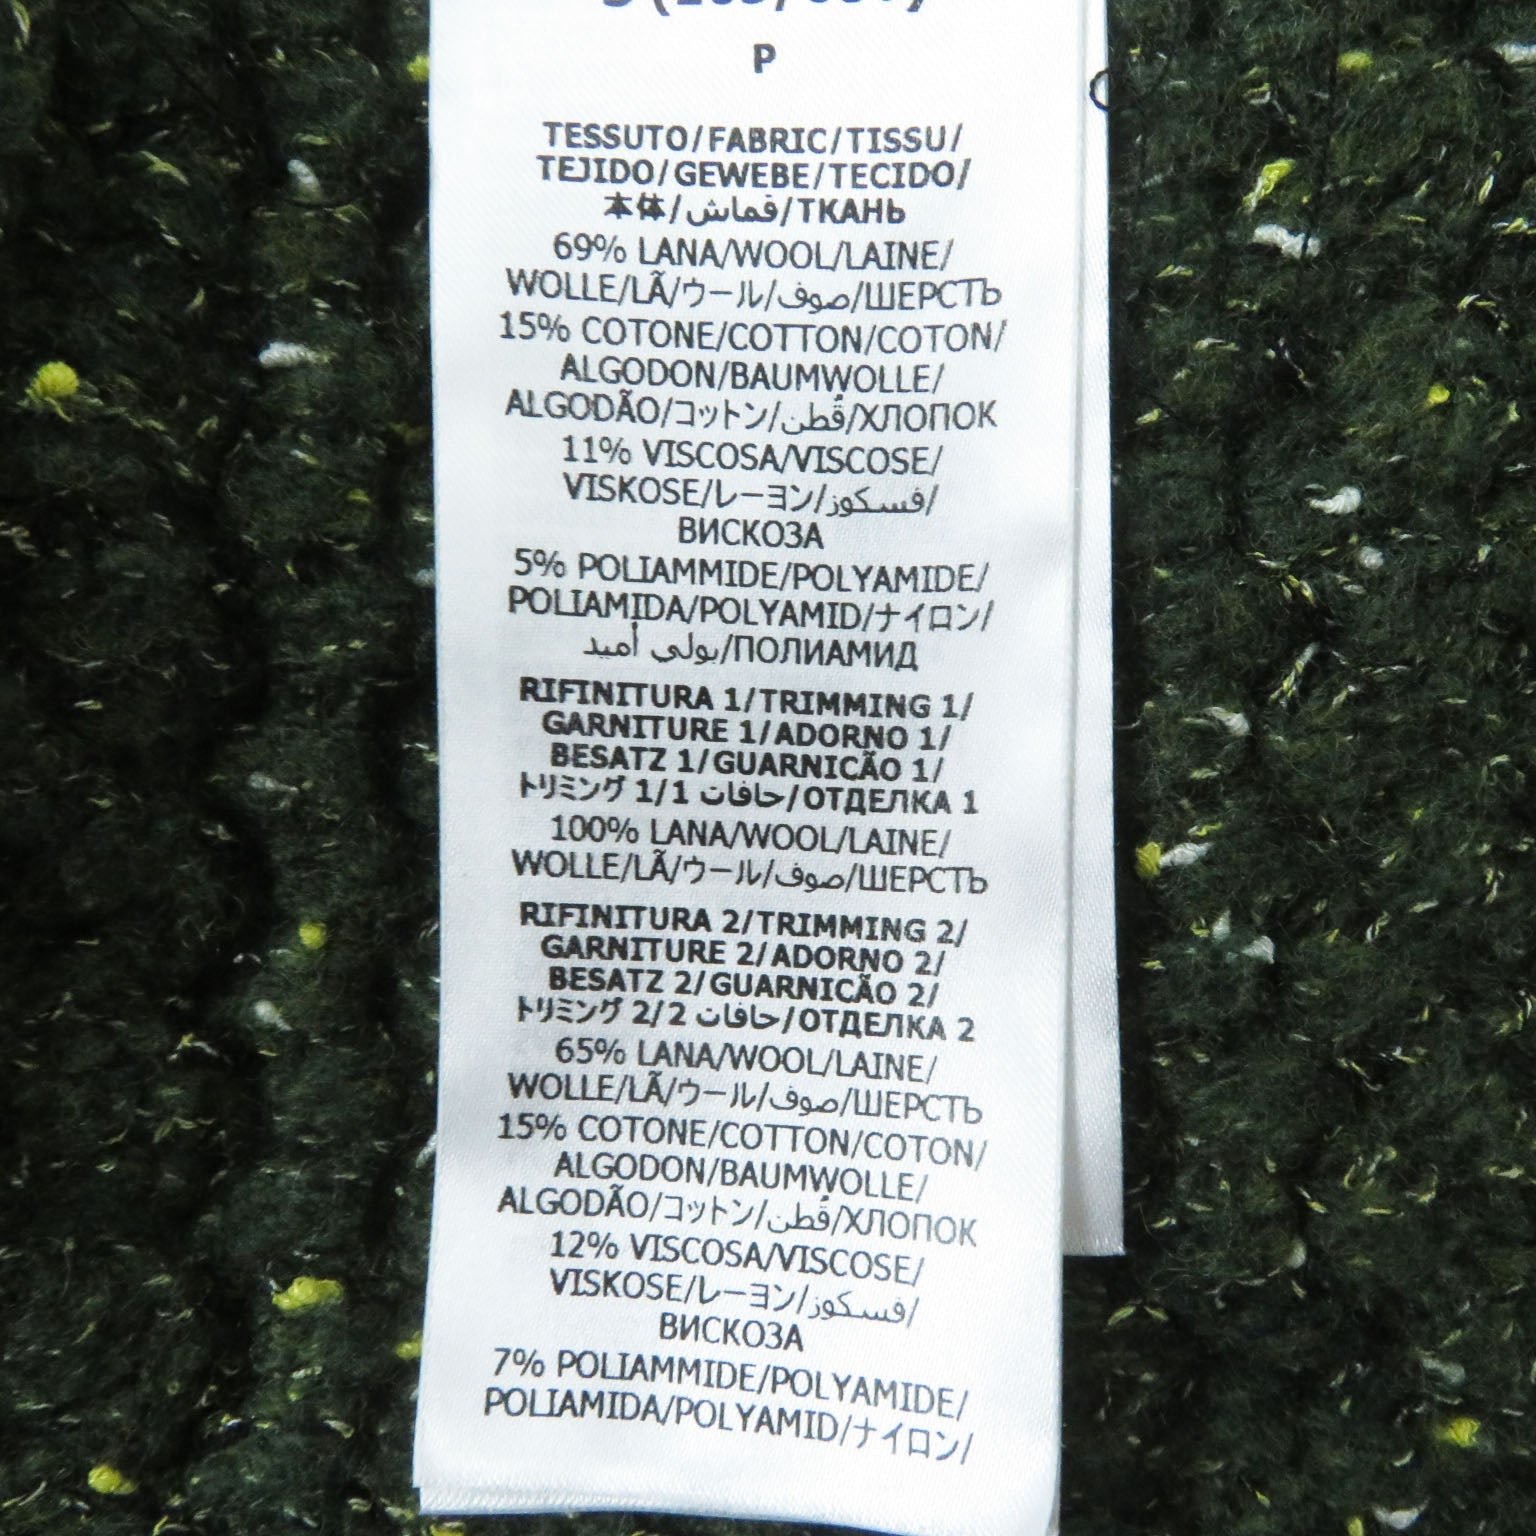 P
TESSUTO/FABRIC/TISSU/
TEJIDO/GEWEBE/TECIDO/
本体/قماش/ТКАНЬ
69% LANA/WOOL/LAINE/
WOLLE/LÃ/ウール/صوف/ШЕРСТЬ
15% COTONE/COTTON/COTON/
ALGODON/BAUMWOLLE/
ALGODÃO/コットン/قُطن/ХЛОПОК
11% VISCOSA/VISCOSE/
VISKOSE/レーヨン/فسكوز/
ВИСКОЗА
5% POLIAMMIDE/POLYAMIDE/
POLIAMIDA/POLYAMID/ナイロン/
بولي أميد/ПОЛИАМИД
RIFINITURA 1/TRIMMING 1/
GARNITURE 1/ADORNO 1/
BESATZ 1/GUARNICÃO 1/
トリミング 1/1 حافات/ОТДЕЛКА 1
100% LANA/WOOL/LAINE/
WOLLE/LÃ/ウール/صوف/ШЕРСТЬ
RIFINITURA 2/TRIMMING 2/
GARNITURE 2/ADORNO 2/
BESATZ 2/GUARNICÃO 2/
トリミング 2/2 حافات/ОТДЕЛКА 2
65% LANA/WOOL/LAINE/
WOLLE/LÃ/ウール/صوف/ШЕРСТЬ
15% COTONE/COTTON/COTON/
ALGODON/BAUMWOLLE/
ALGODÃO/コットン/قُطن/ХЛОПОК
12% VISCOSA/VISCOSE/
VISKOSE/レーヨン/فسكوز/
ВИСКОЗА
7% POLIAMMIDE/POLYAMIDE/
POLIAMIDA/POLYAMID/ナイロン/